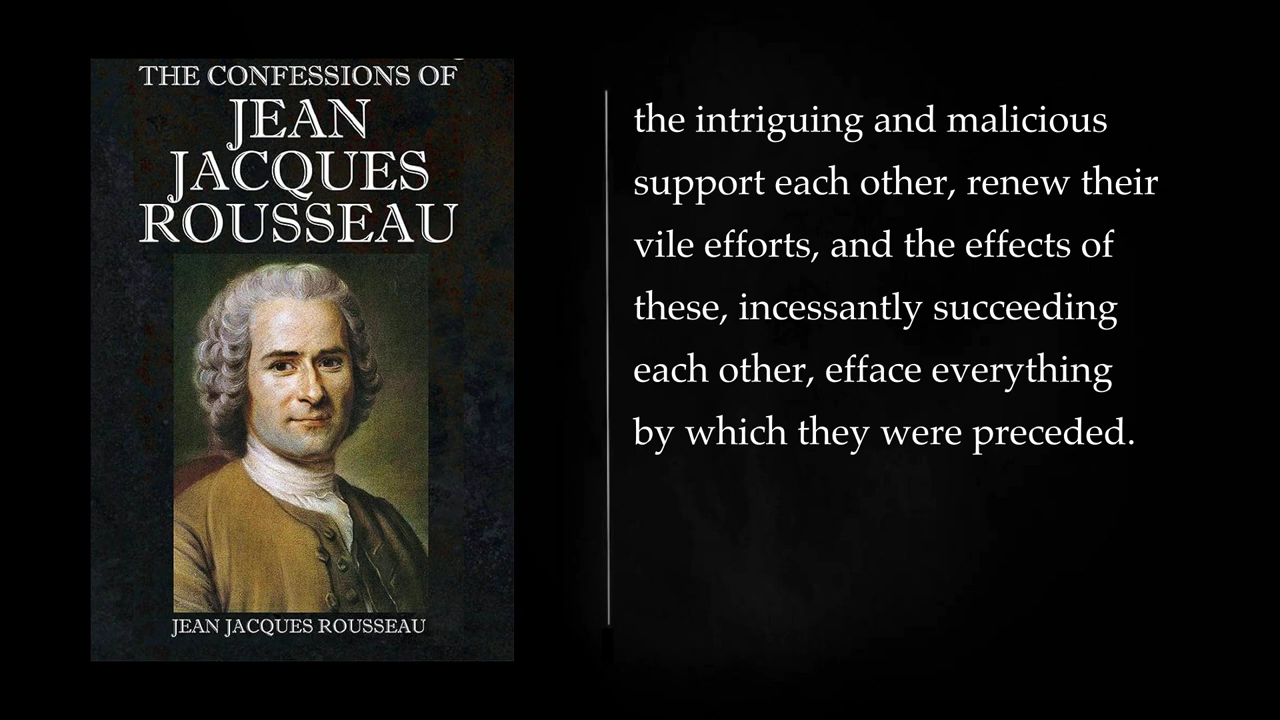 THE CONFESSIONS OF
JEAN
JACQUES
ROUSSEAU
JEAN JACQUES ROUSSEAU
the intriguing and malicious
support each other, renew their
vile efforts, and the effects of
these, incessantly succeeding
each other, efface everything
by which they were preceded.